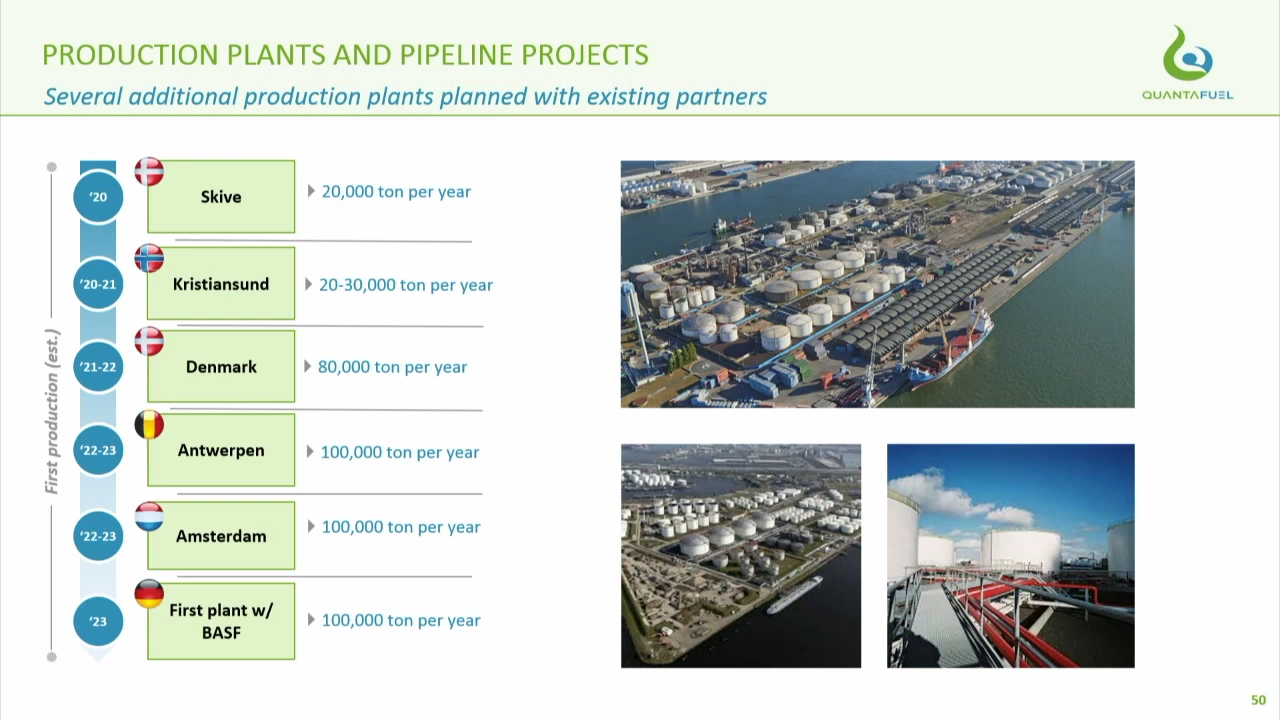 PRODUCTION PLANTS AND PIPELINE PROJECTS
Several additional production plants planned with existing partners
QUANTAFUEL
First production (est.)
‘20
Skive
20,000 ton per year
‘20-21
Kristiansund
20-30,000 ton per year
‘21-22
Denmark
80,000 ton per year
‘22-23
Antwerpen
100,000 ton per year
‘22-23
Amsterdam
100,000 ton per year
‘23
First plant w/
BASF
100,000 ton per year
50